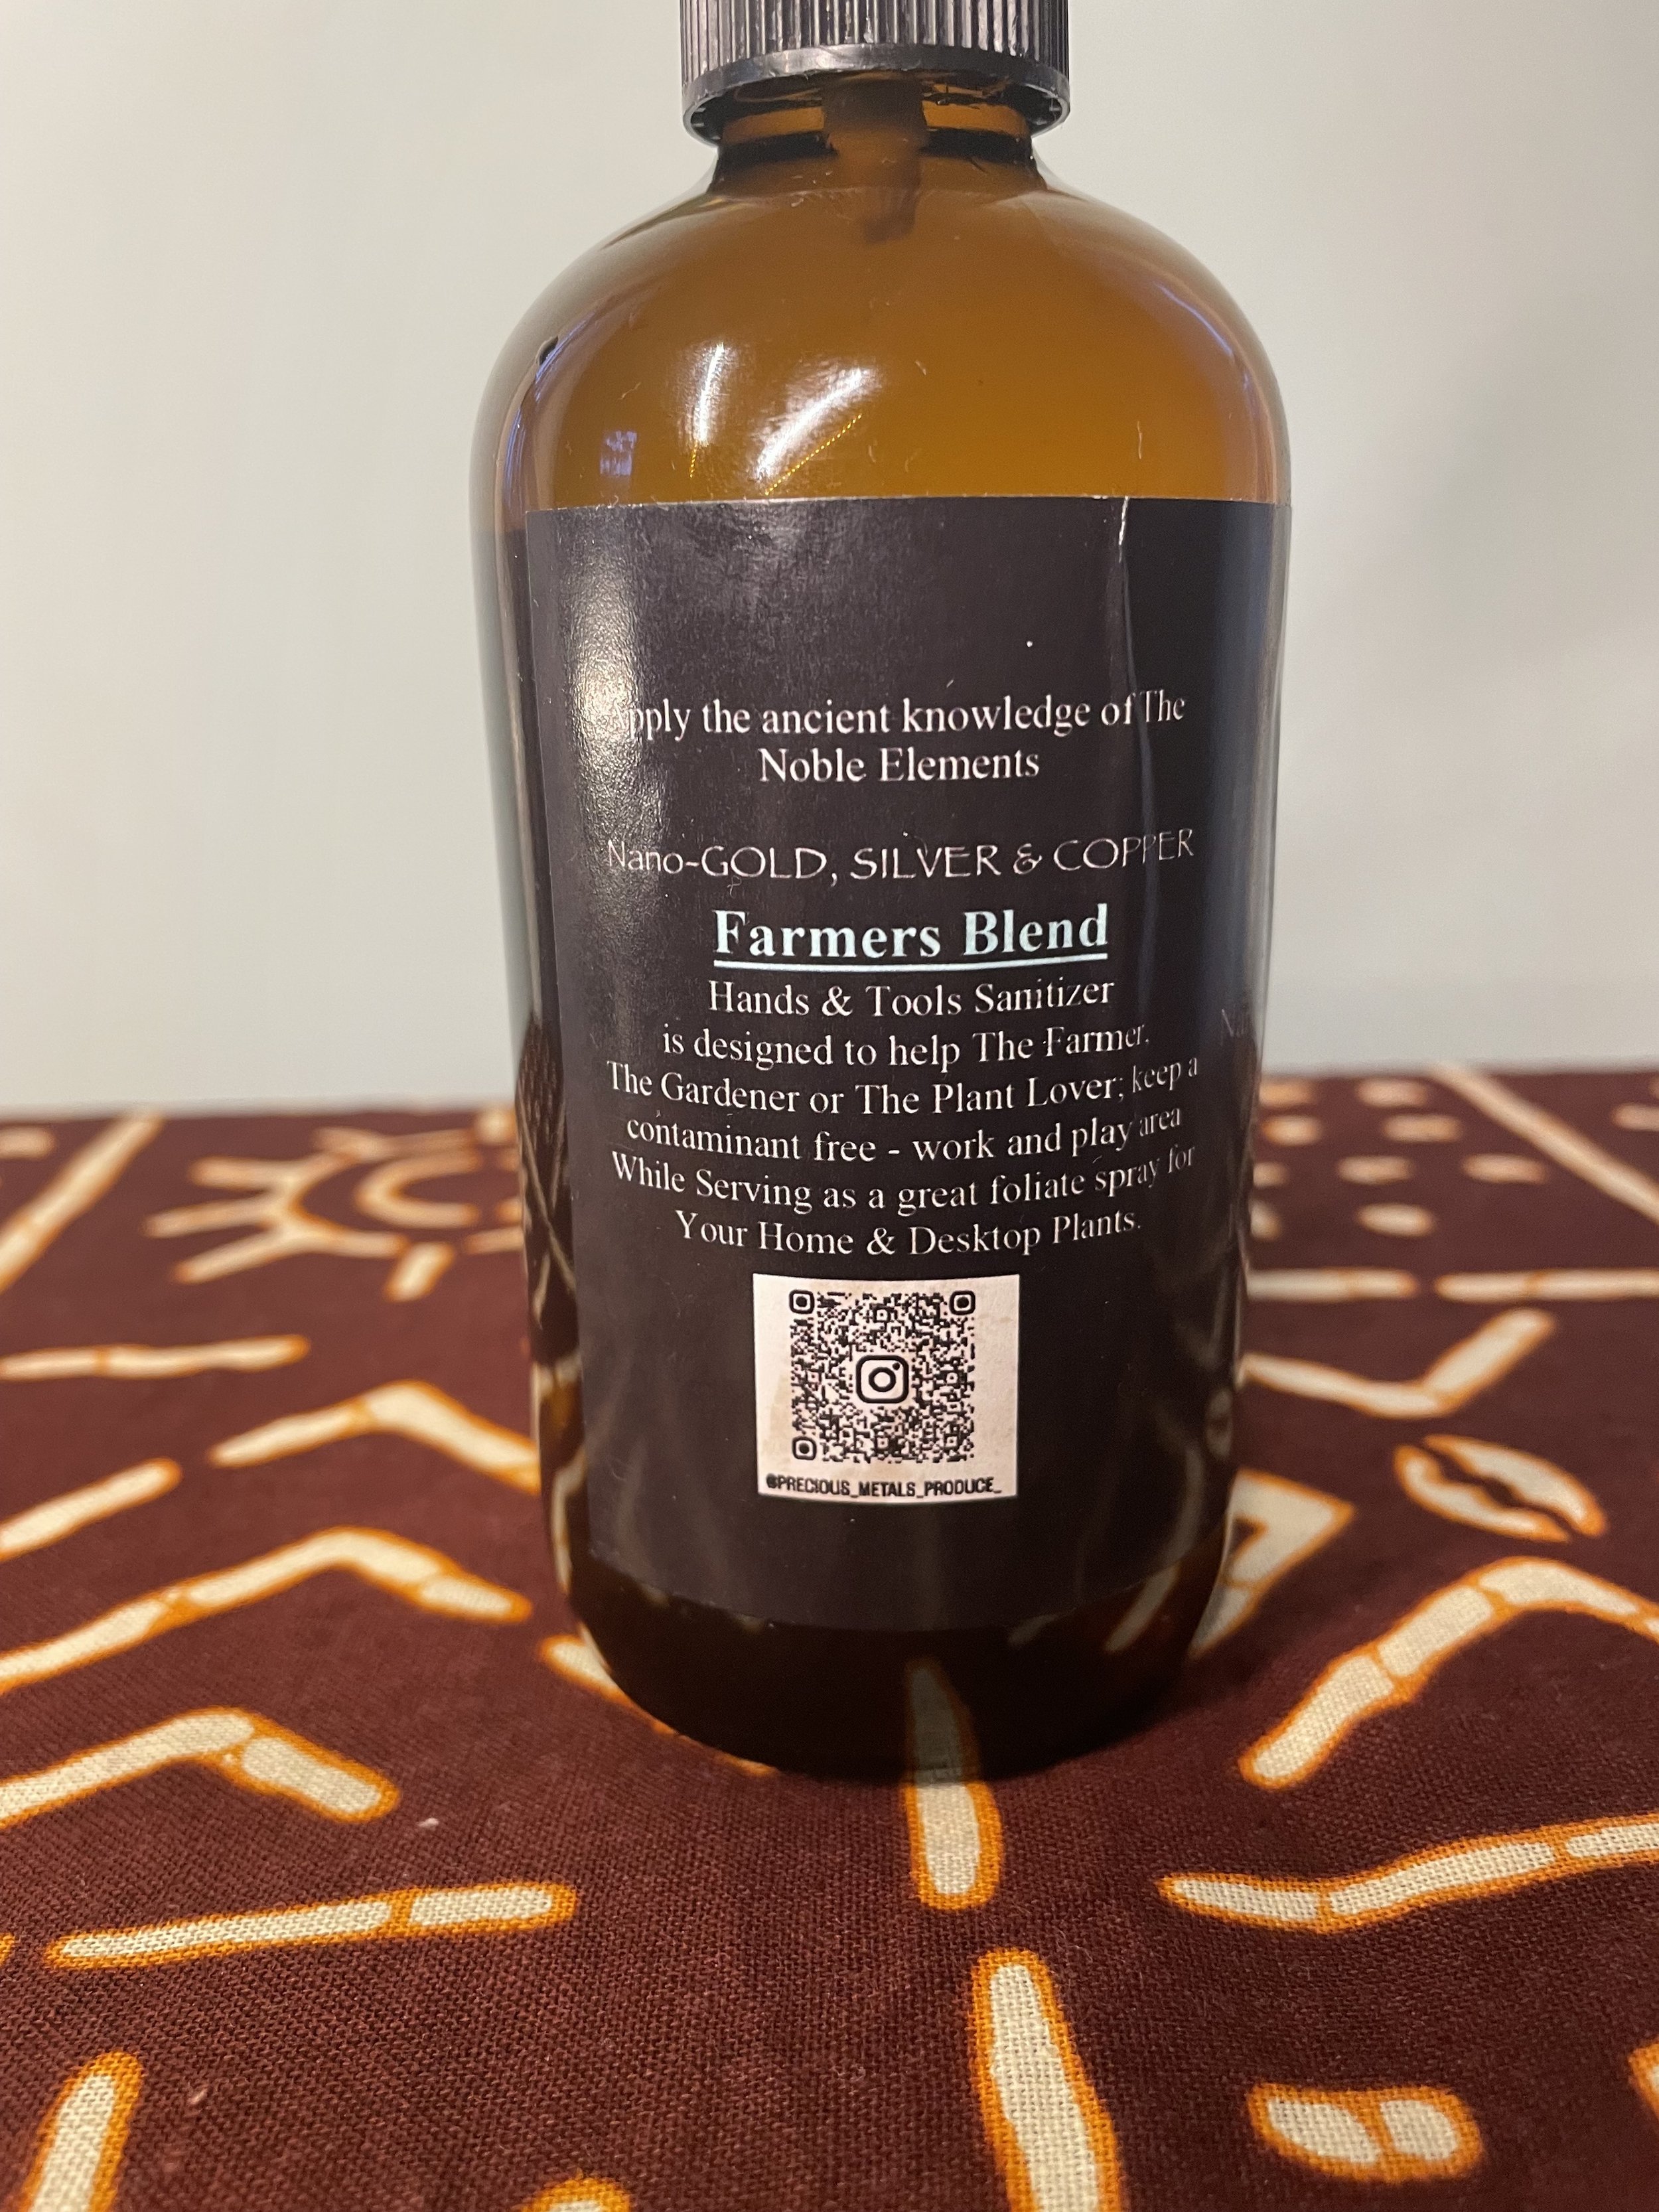 Apply the ancient knowledge of The
Noble Elements
Nano-GOLD, SILVER & COPPER
Farmers Blend
Hands & Tools Sanitizer
is designed to help The Farmer,
The Gardener or The Plant Lover; keep a
contaminant free - work and play area
While Serving as a great foliate spray for
Your Home & Desktop Plants.
@PRECIOUS_METALS_PRODUCE_